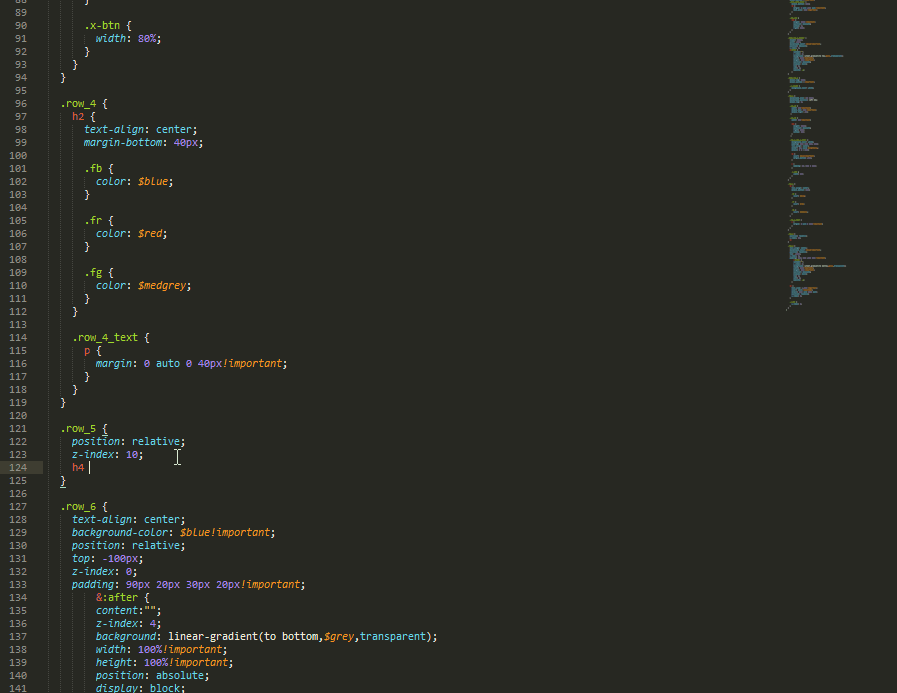 88 }
89
90 .x-btn {
91 width: 80%;
92 }
93 }
94 }
95
96 .row_4 {
97 h2 {
98 text-align: center;
99 margin-bottom: 40px;
100
101 .fb {
102 color: $blue;
103 }
104
105 .fr {
106 color: $red;
107 }
108
109 .fg {
110 color: $medgrey;
111 }
112 }
113
114 .row_4_text {
115 p {
116 margin: 0 auto 0 40px!important;
117 }
118 }
119 }
120
121 .row_5 {
122 position: relative;
123 z-index: 10;
124 h4
125 }
126
127 .row_6 {
128 text-align: center;
129 background-color: $blue!important;
130 position: relative;
131 top: -100px;
132 z-index: 0;
133 padding: 90px 20px 30px 20px!important;
134 &:after {
135 content:"";
136 z-index: 4;
137 background: linear-gradient(to bottom,$grey,transparent);
138 width: 100%!important;
139 height: 100%!important;
140 position: absolute;
141 display: block;